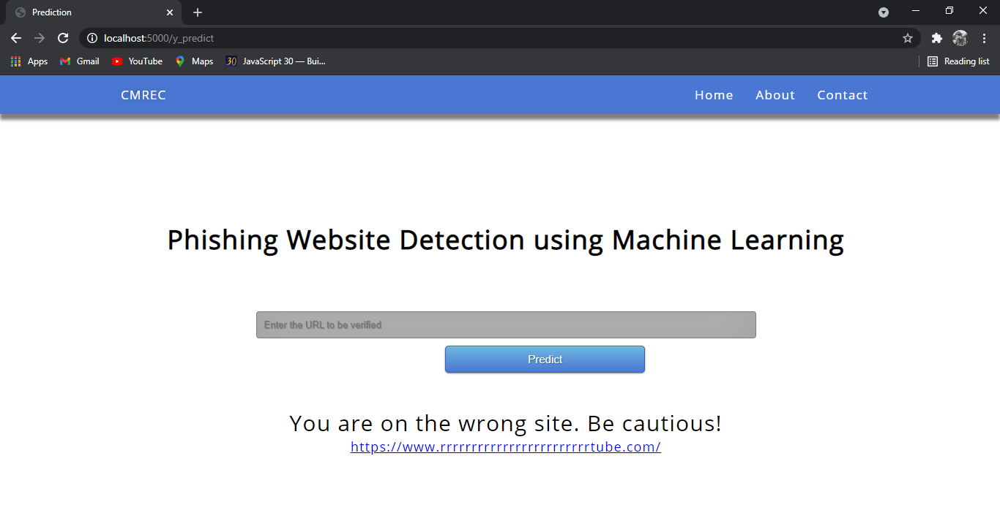 Prediction
localhost:5000/y_predict
Apps Gmail YouTube Maps 30 JavaScript 30 — Bui... Reading list
CMREC Home About Contact
Phishing Website Detection using Machine Learning
Enter the URL to be verified
Predict
You are on the wrong site. Be cautious!
https://www.rrrrrrrrrrrrrrrrrrrrrrrrrtube.com/